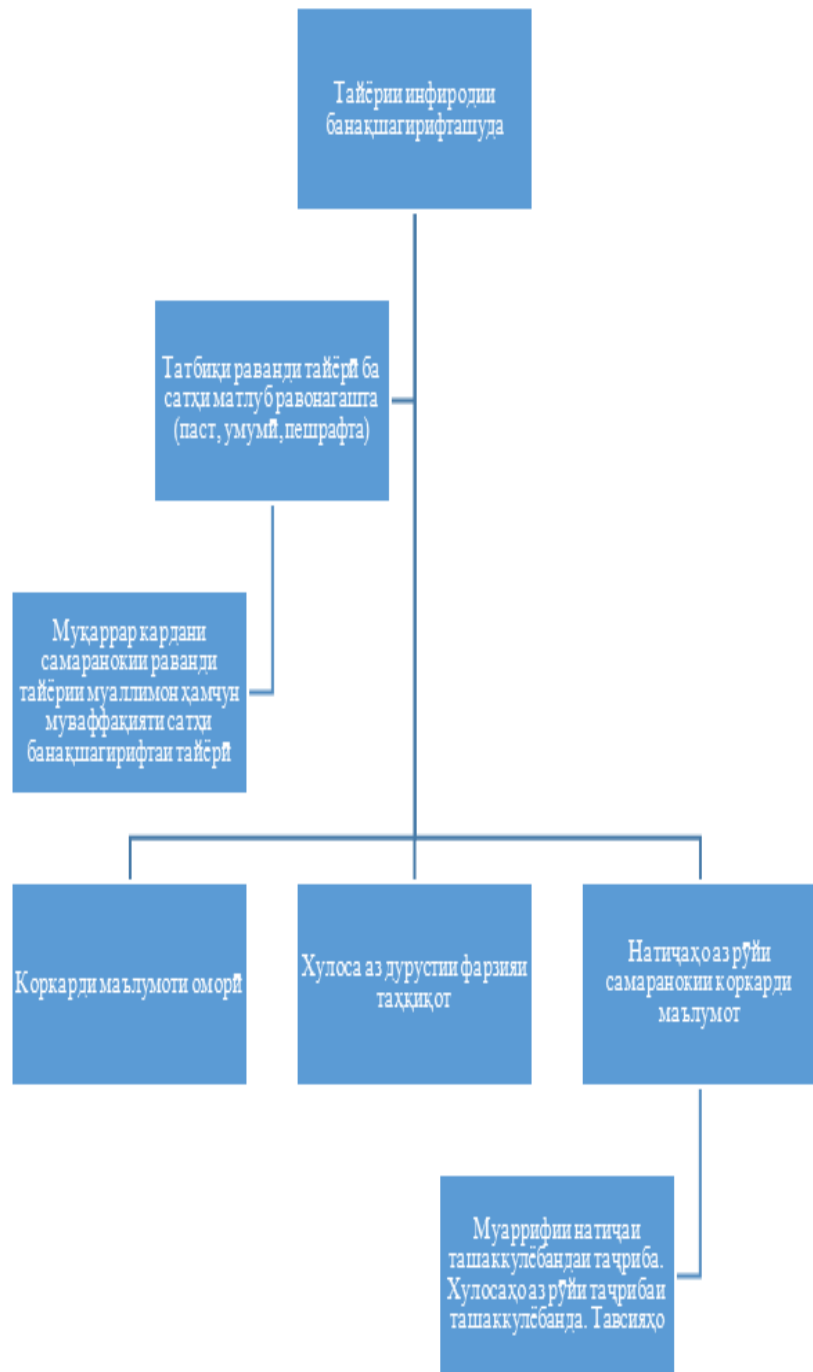 Тайёрии инфиродии
банақшагирифташуда
Татбиқи раванди тайёрӣ ба
сатҳи матлуб равонагашта
(паст, умумӣ, пешрафта)
Муқаррар кардани
самаранокии раванди
тайёрии муаллимон ҳамчун
муваффақияти сатҳи
банақшагирифтаи тайёрӣ
Коркарди маълумоти оморӣ
Хулоса аз дурустии фарзияи
таҳқиқот
Натиҷаҳо аз рӯйи
самаранокии коркарди
маълумот
Муаррифии натиҷаи
ташаккулёбандаи таҷриба.
Хулосаҳо аз рӯйи таҷрибаи
ташаккулёбанда. Тавсияҳо